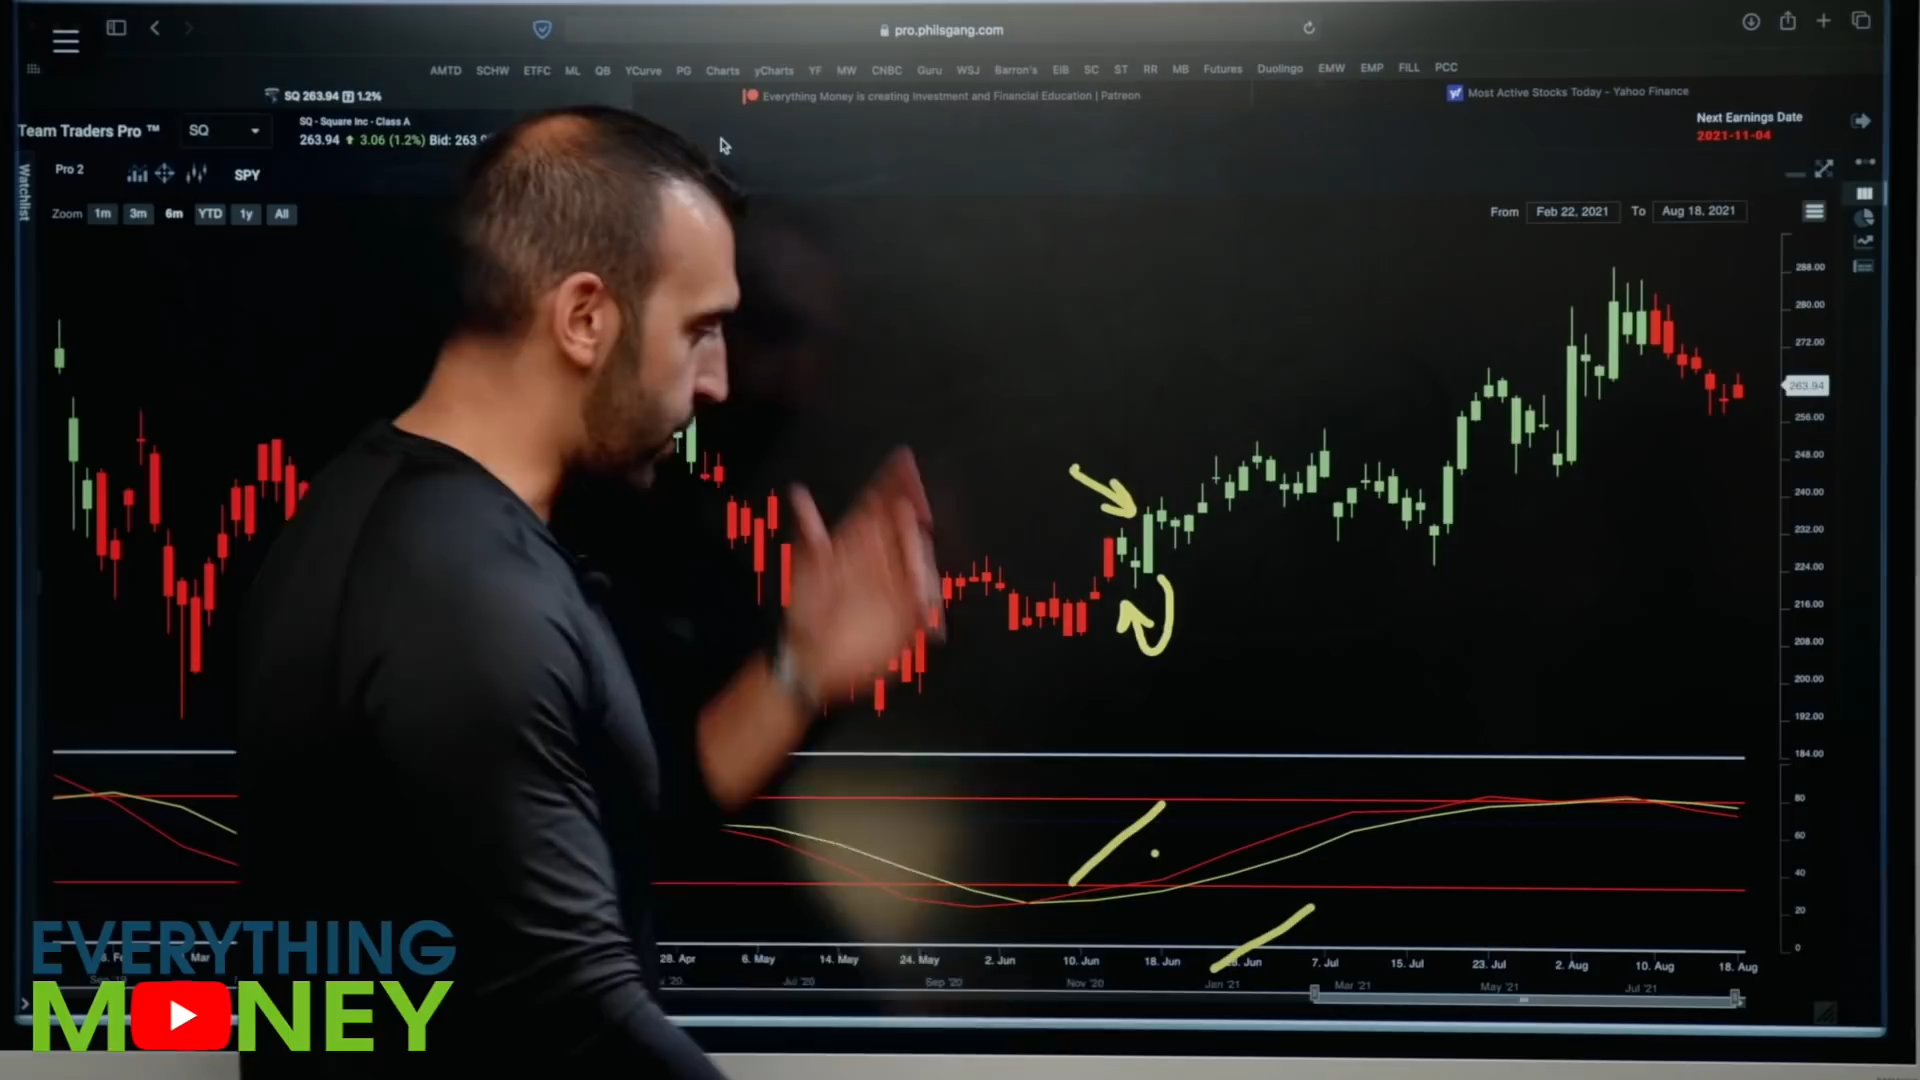 pro.philsgang.com
AMTD SCHW ETFC ML QB YCurve PG Charts yCharts YF MW CNBC Guru WSJ Barron's EIB SC ST RR MB Futures Duolingo EMW EMP FILL PCC
SQ 263.94 1.2%
Everything Money is creating Investment and Financial Education | Patreon
Most Active Stocks Today - Yahoo Finance
Team Traders Pro ™
SQ
SQ - Square Inc - Class A
263.94 3.06 (1.2%) Bid: 263.9
Next Earnings Date
2021-11-04
Watchlist
Pro 2
SPY
Zoom 1m 3m 6m YTD 1y All
From Feb 22, 2021 To Aug 18, 2021
288.00
280.00
272.00
263.94
256.00
248.00
240.00
232.00
224.00
216.00
208.00
200.00
192.00
184.00
80
60
40
20
0
Mar 28. Apr 6. May 14. May 24. May 2. Jun 10. Jun 18. Jun Jun 7. Jul 15. Jul 23. Jul 2. Aug 10. Aug 18. Aug
Jul '20 Sep '20 Nov '20 Jan '21 Mar '21 May '21 Jul '21
EVERYTHING
MONEY